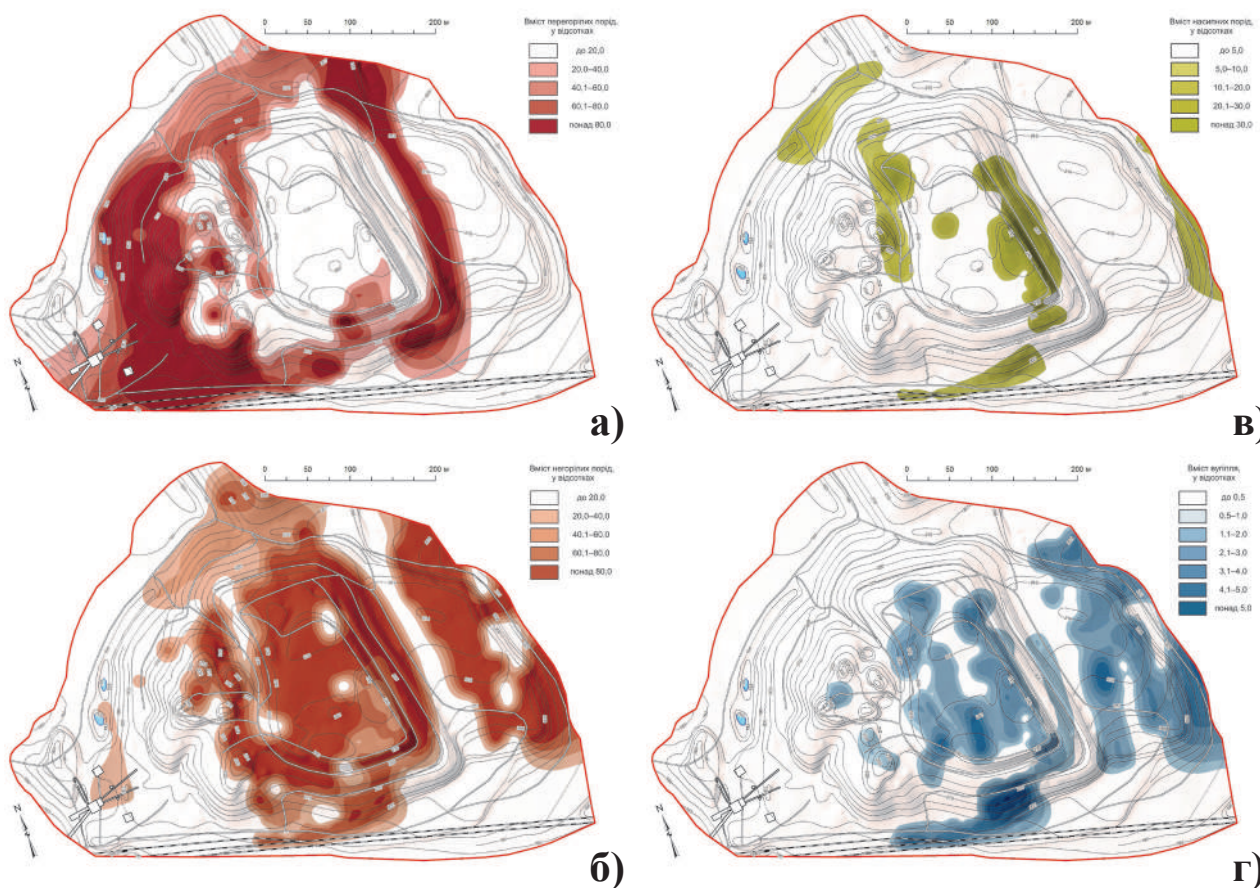 0 50 100 200 м
Вміст перегорілих порід,
у відсотках
до 20,0
20,0–40,0
40,1–60,0
60,1–80,0
понад 80,0
N
а)
0 50 100 200 м
Вміст насипних порід,
у відсотках
до 5,0
5,0–10,0
10,1–20,0
20,1–30,0
понад 30,0
N
в)
0 50 100 200 м
Вміст негорілих порід,
у відсотках
до 20,0
20,0–40,0
40,1–60,0
60,1–80,0
понад 80,0
N
б)
0 50 100 200 м
Вміст вугілля,
у відсотках
до 0,5
0,5–1,0
1,1–2,0
2,1–3,0
3,1–4,0
4,1–5,0
понад 5,0
N
г)